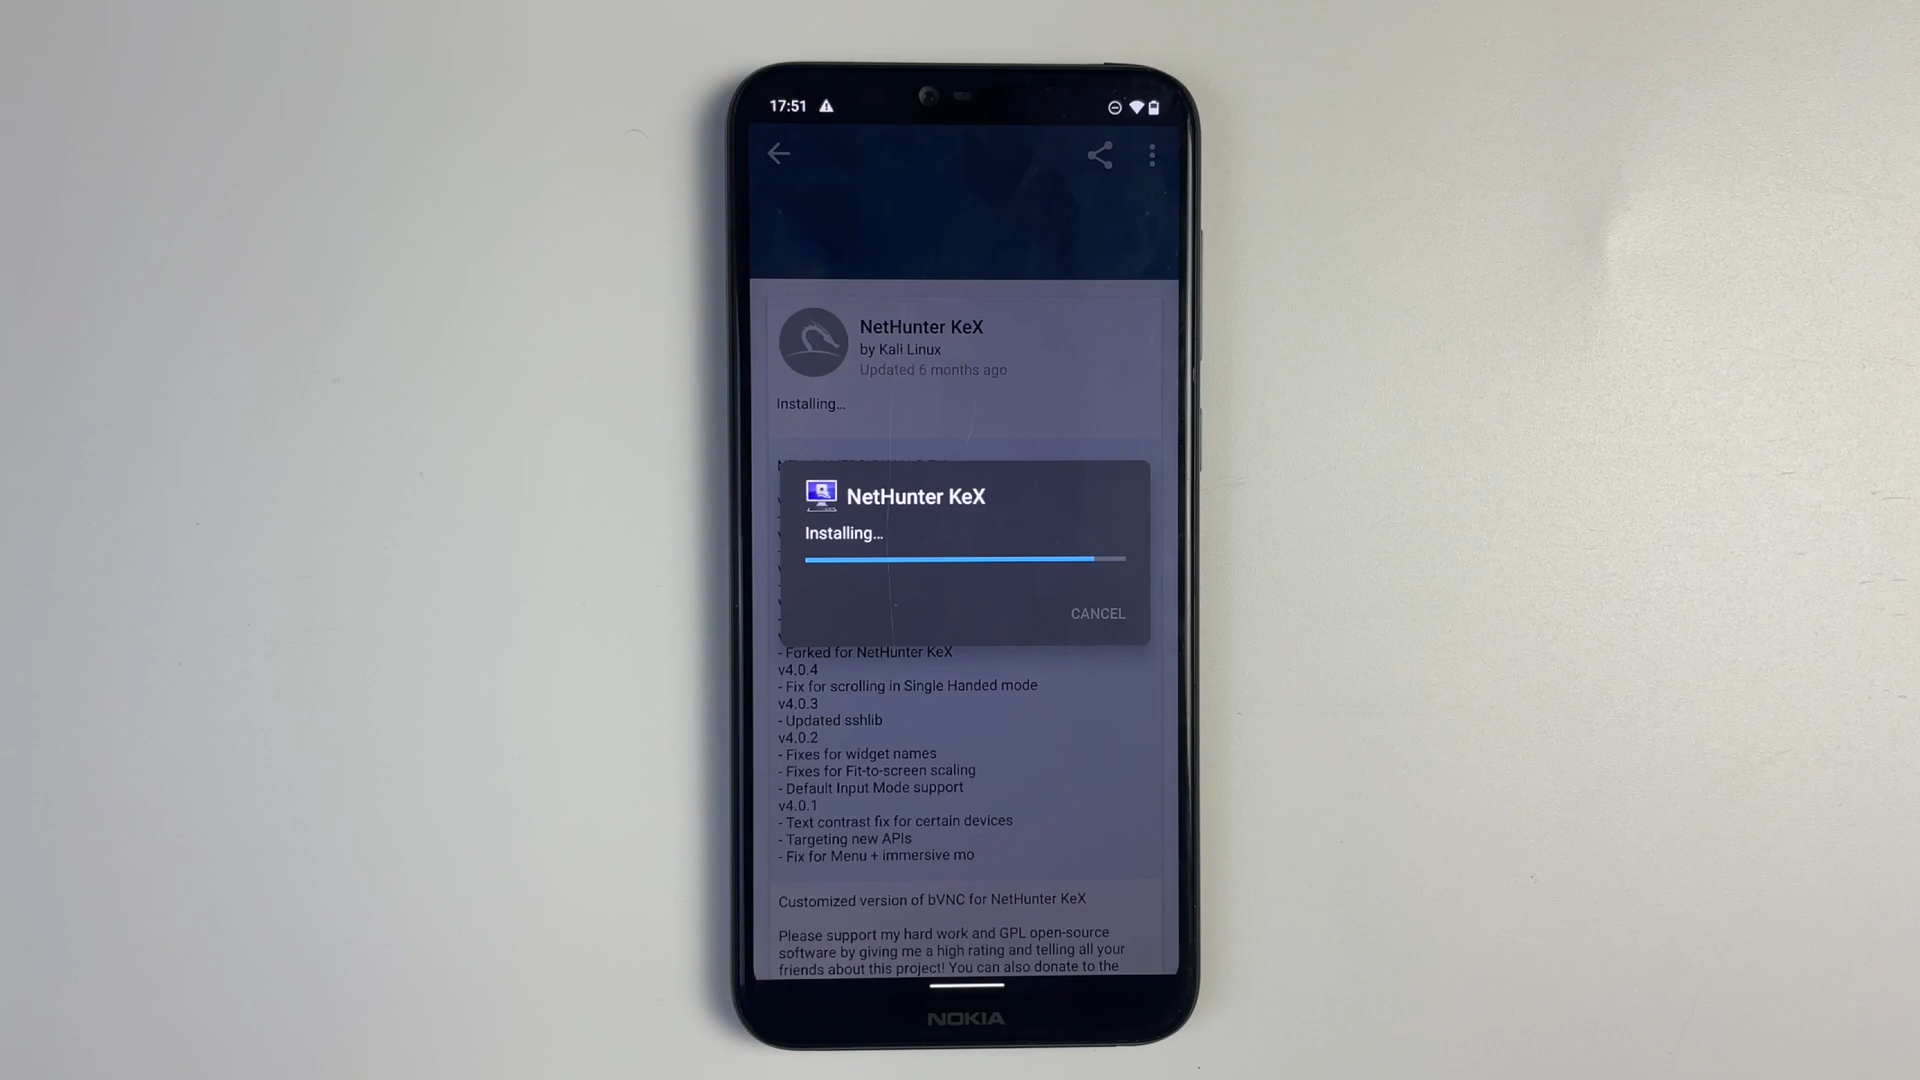 17:51
NetHunter KeX
by Kali Linux
Updated 6 months ago
Installing...
NetHunter KeX
Installing...
CANCEL
- Forked for NetHunter KeX
v4.0.4
- Fix for scrolling in Single Handed mode
v4.0.3
- Updated sshlib
v4.0.2
- Fixes for widget names
- Fixes for Fit-to-screen scaling
- Default Input Mode support
v4.0.1
- Text contrast fix for certain devices
- Targeting new APIs
- Fix for Menu + immersive mo
Customized version of bVNC for NetHunter KeX
Please support my hard work and GPL open-source
software by giving me a high rating and telling all your
friends about this project! You can also donate to the
NOKIA